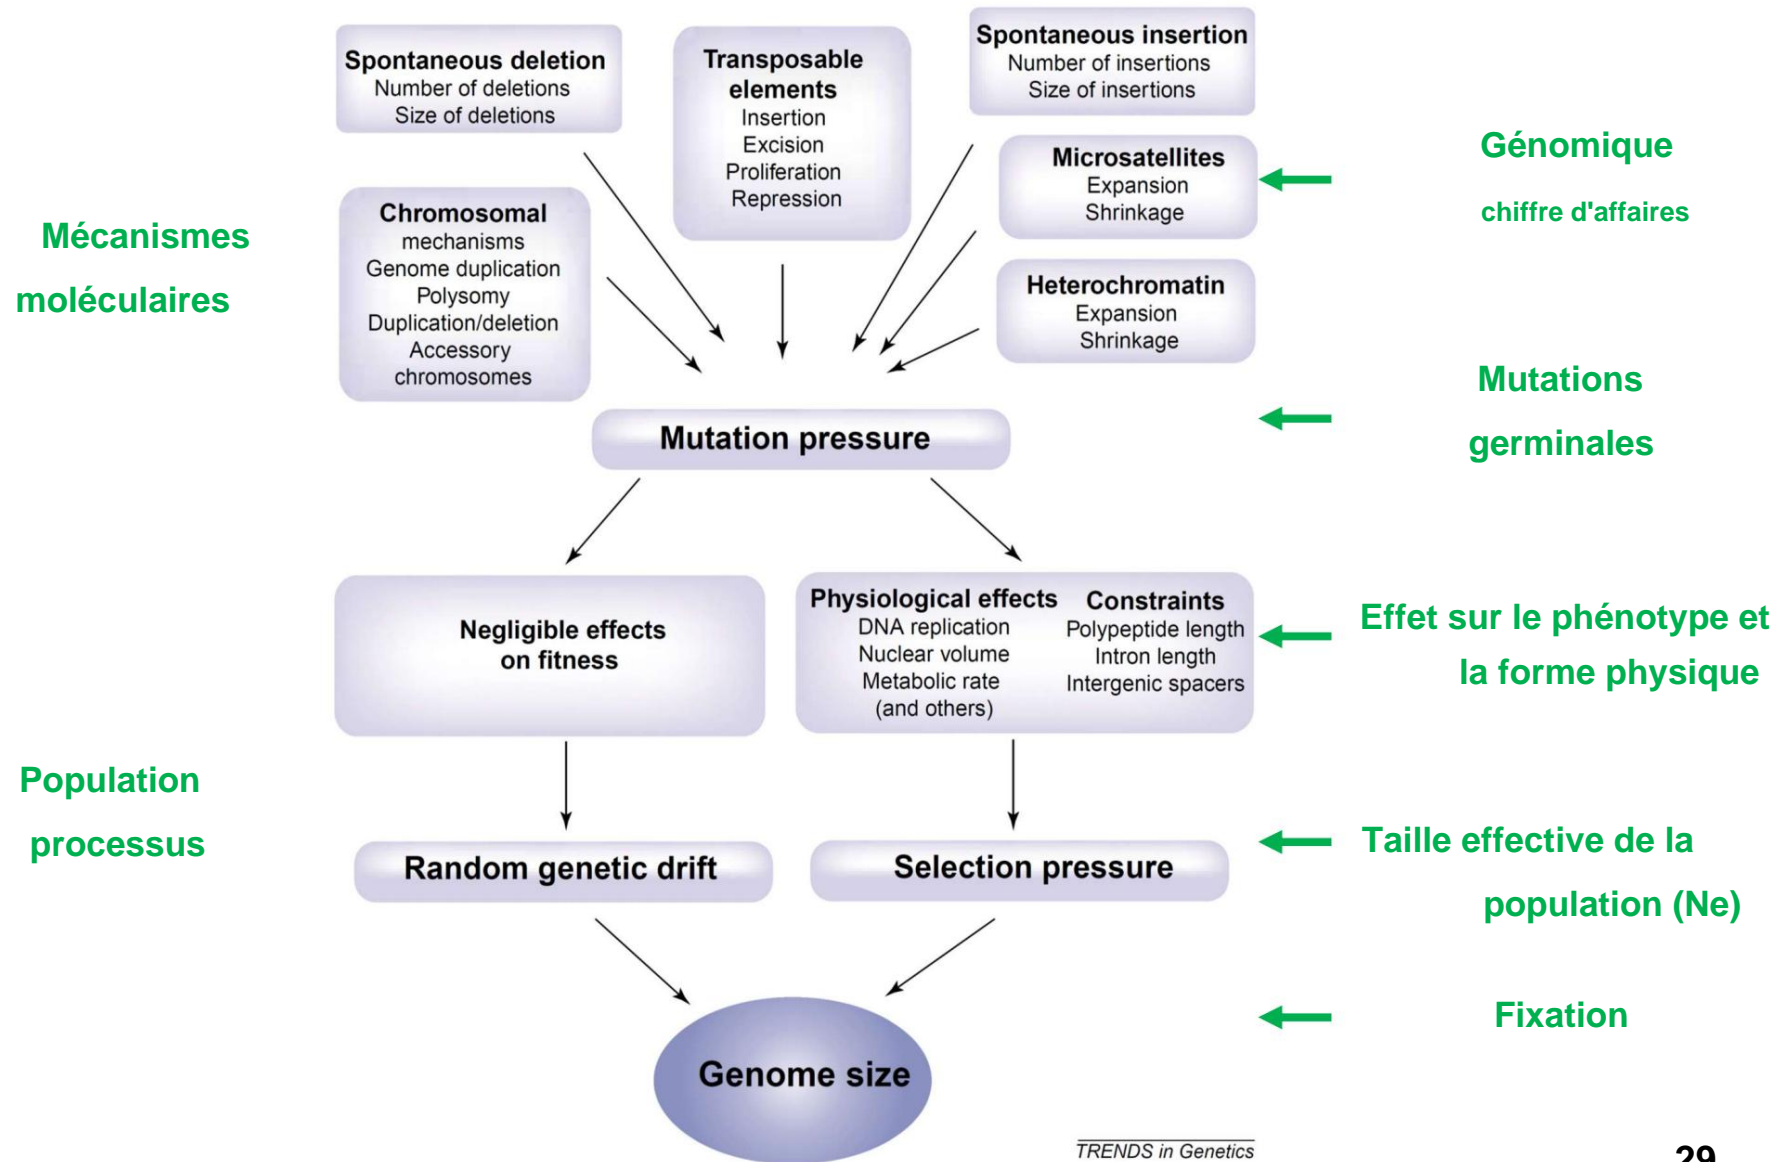 Spontaneous deletion
Number of deletions
Size of deletions
Transposable
elements
Insertion
Excision
Proliferation
Repression
Spontaneous insertion
Number of insertions
Size of insertions
Microsatellites
Expansion
Shrinkage
Génomique
chiffre d'affaires
Mécanismes
moléculaires
Chromosomal
mechanisms
Genome duplication
Polysomy
Duplication/deletion
Accessory
chromosomes
Heterochromatin
Expansion
Shrinkage
Mutation pressure
Mutations
germinales
Negligible effects
on fitness
Physiological effects
DNA replication
Nuclear volume
Metabolic rate
(and others)
Constraints
Polypeptide length
Intron length
Intergenic spacers
Effet sur le phénotype et
la forme physique
Population
processus
Random genetic drift
Selection pressure
Taille effective de la
population (Ne)
Genome size
Fixation
TRENDS in Genetics
29